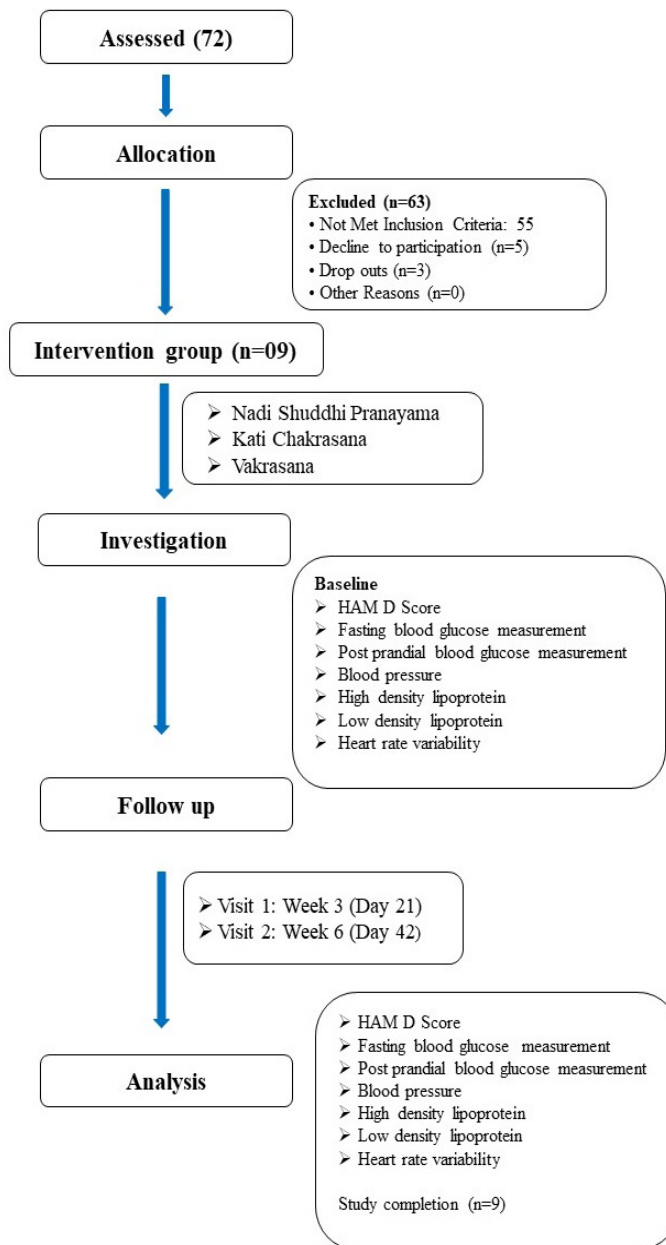 Assessed (72)
Allocation
Excluded (n=63)
• Not Met Inclusion Criteria: 55
• Decline to participation (n=5)
• Drop outs (n=3)
• Other Reasons (n=0)
Intervention group (n=09)
➢ Nadi Shuddhi Pranayama
➢ Kati Chakrasana
➢ Vakrasana
Investigation
Baseline
➢ HAM D Score
➢ Fasting blood glucose measurement
➢ Post prandial blood glucose measurement
➢ Blood pressure
➢ High density lipoprotein
➢ Low density lipoprotein
➢ Heart rate variability
Follow up
➢ Visit 1: Week 3 (Day 21)
➢ Visit 2: Week 6 (Day 42)
Analysis
➢ HAM D Score
➢ Fasting blood glucose measurement
➢ Post prandial blood glucose measurement
➢ Blood pressure
➢ High density lipoprotein
➢ Low density lipoprotein
➢ Heart rate variability
Study completion (n=9)